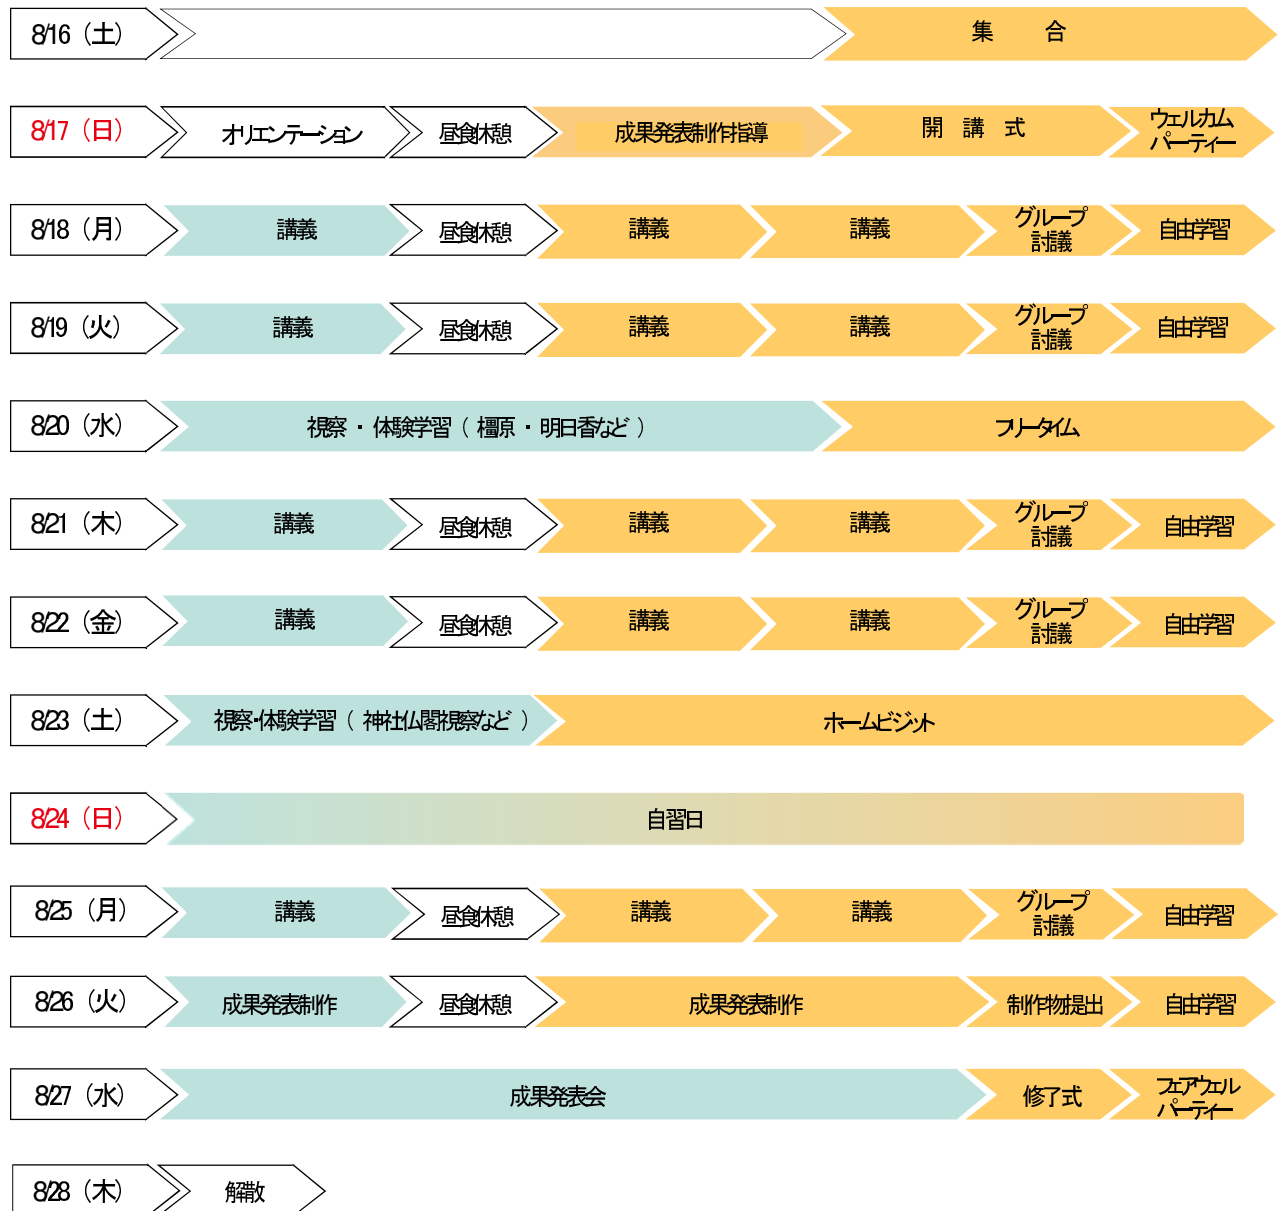 8/16（土） 集　合
8/17（日） オリエンテーション 昼食休憩 成果発表制作指導 開　講　式 ウェルカム
パーティー
8/18（月） 講義 昼食休憩 講義 講義 グループ
討議 自由学習
8/19（火） 講義 昼食休憩 講義 講義 グループ
討議 自由学習
8/20（水） 視察・体験学習（橿原・明日香など） フリータイム
8/21（木） 講義 昼食休憩 講義 講義 グループ
討議 自由学習
8/22（金） 講義 昼食休憩 講義 講義 グループ
討議 自由学習
8/23（土） 視察・体験学習（神社仏閣視察など） ホームビジット
8/24（日） 自習日
8/25（月） 講義 昼食休憩 講義 講義 グループ
討議 自由学習
8/26（火） 成果発表制作 昼食休憩 成果発表制作 制作物提出 自由学習
8/27（水） 成果発表会 修了式 フェアウェル
パーティー
8/28（木） 解散